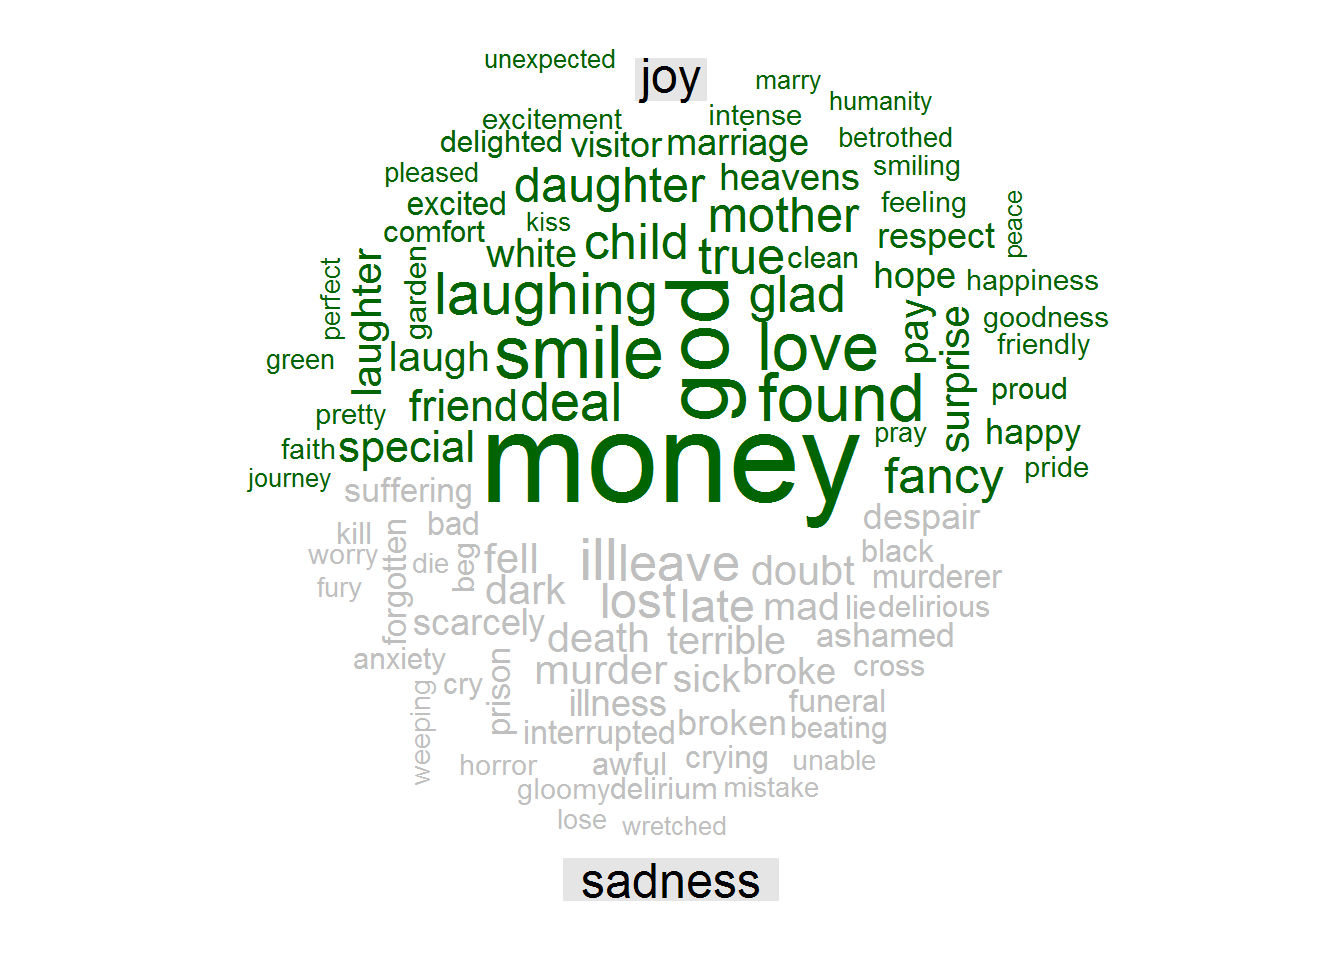 unexpected
joy
marry
humanity
excitement
intense
delighted
visitor
marriage
betrothed
pleased
daughter
heavens
smiling
excited
kiss
mother
feeling
peace
comfort
white
child
true
clean
respect
perfect
laughter
garden
laughing
god
glad
hope
happiness
green
laugh
smile
love
pay
surprise
goodness
friendly
pretty
friend
deal
found
proud
faith
special
money
pray
happy
journey
fancy
pride
suffering
despair
kill
forgotten
bad
worry
die
beg
fell
ill
leave
doubt
black
murderer
fury
dark
lost
late
mad
lie
delirious
scarcely
death
terrible
ashamed
anxiety
cry
prison
murder
sick
broke
cross
weeping
illness
funeral
interrupted
broken
beating
horror
awful
crying
unable
gloomy
delirium
mistake
lose
wretched
sadness